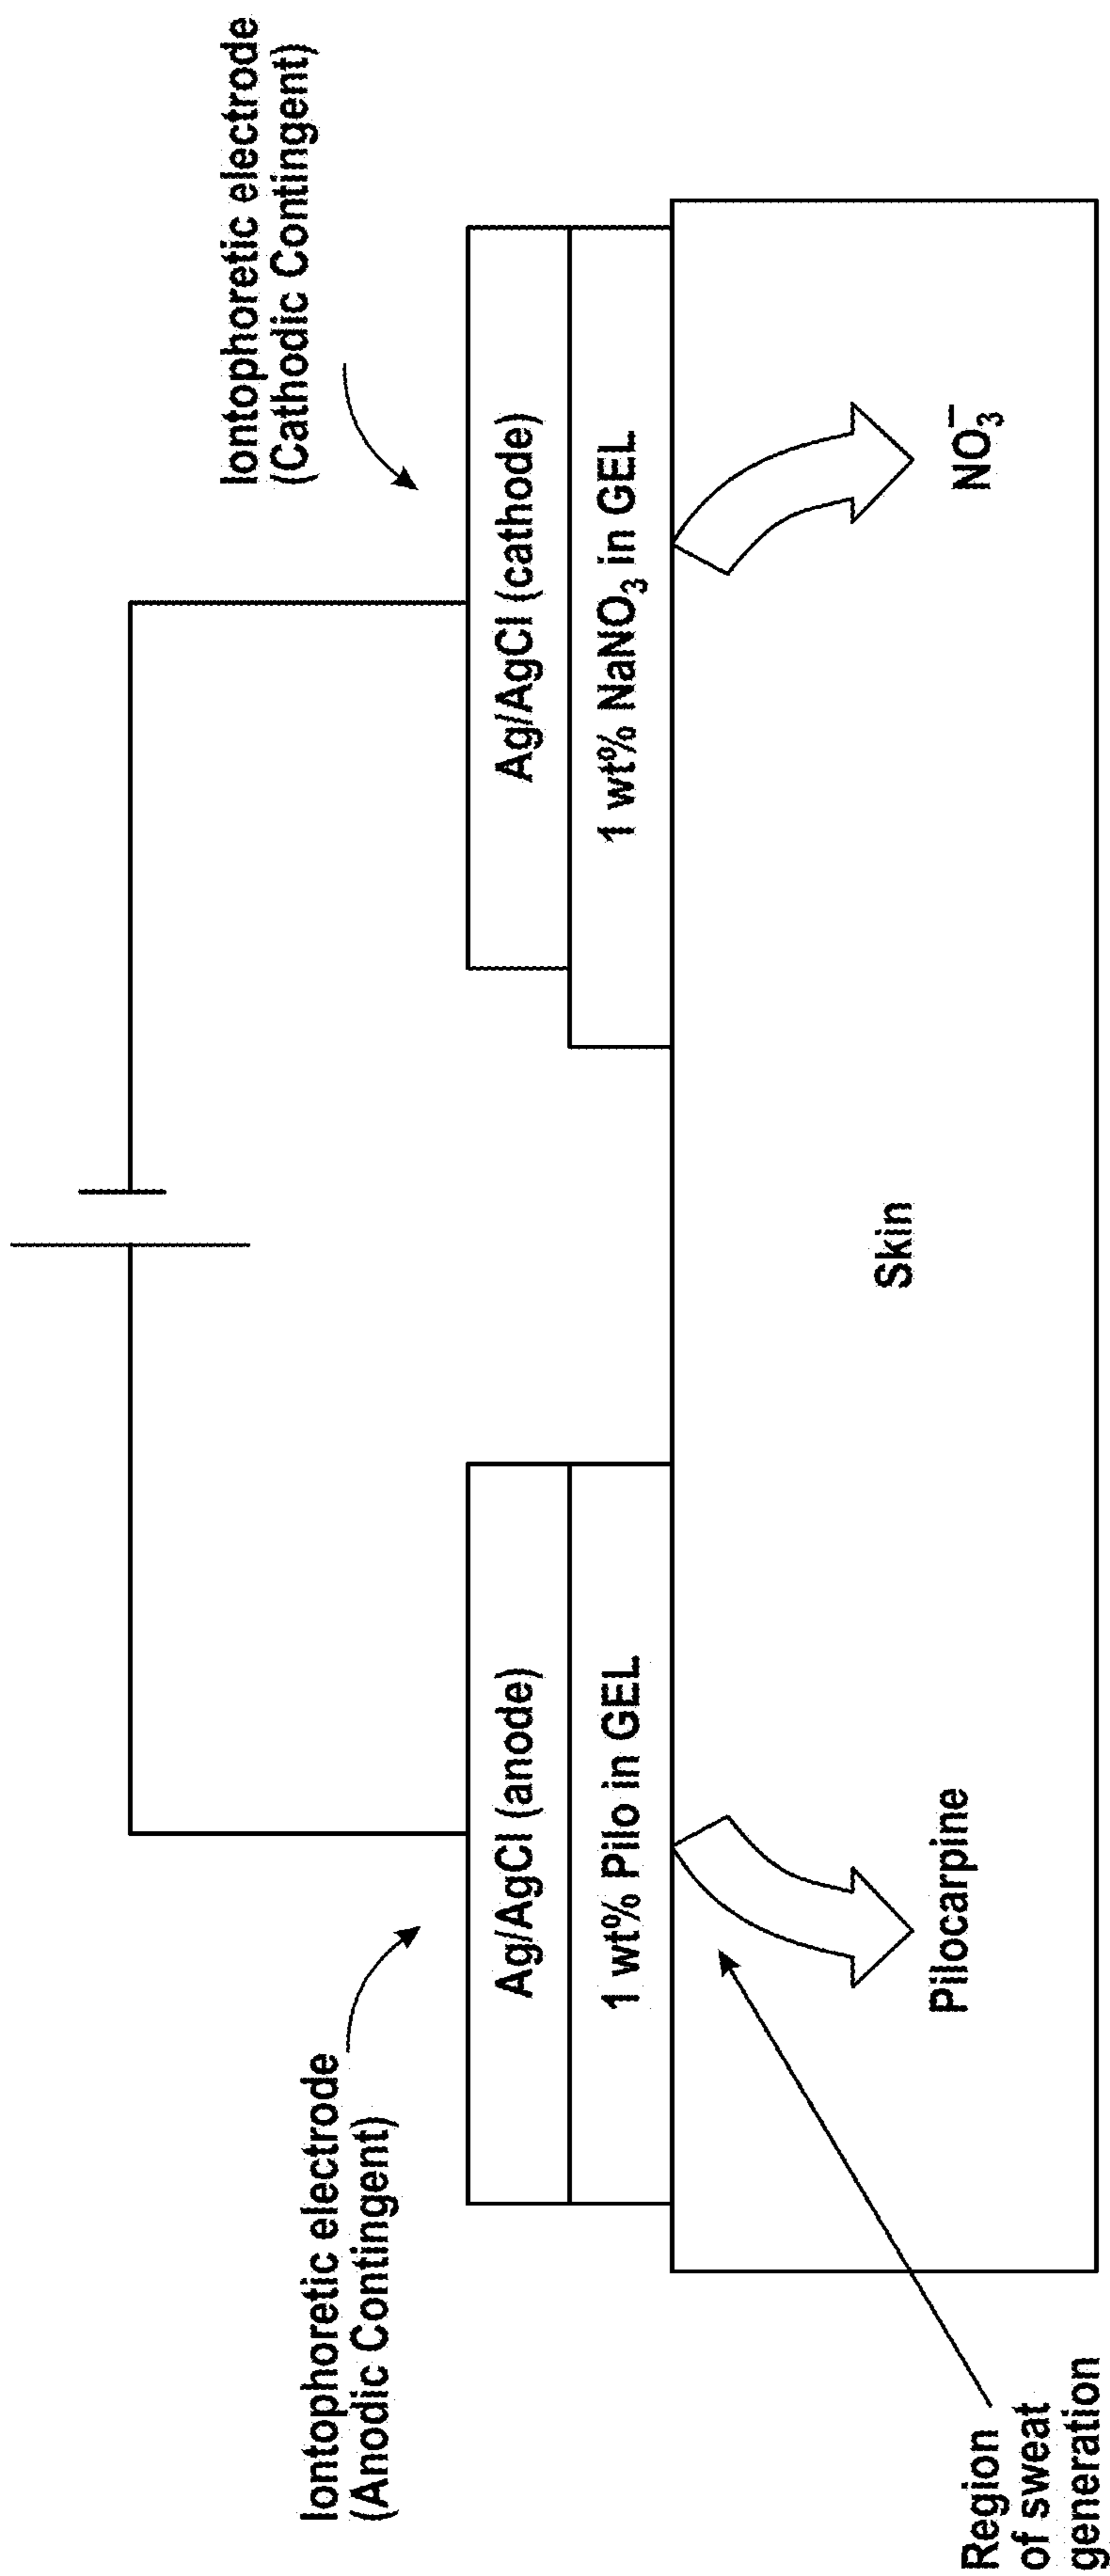 Iontophoretic electrode
(Anodic Contingent)
Iontophoretic electrode
(Cathodic Contingent)
Ag/AgCl (anode)
1 wt% Pilo in GEL
Ag/AgCl (cathode)
1 wt% NaNO₃ in GEL
Pilocarpine
Skin
NO₃⁻
Region
of sweat
generation